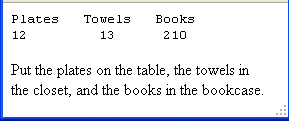 Plates   Towels   Books
12         13      210
Put the plates on the table, the towels in
the closet, and the books in the bookcase.